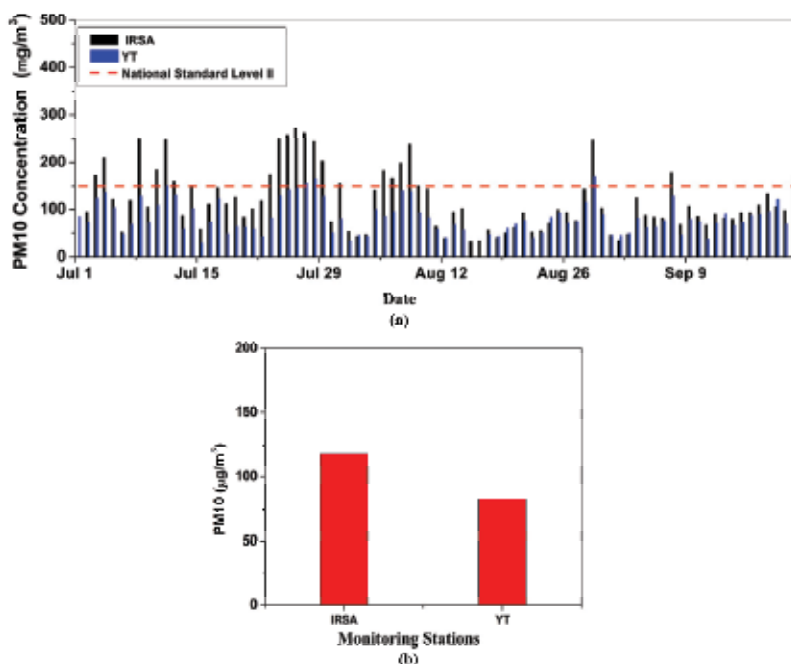 500
400
300
200
100
0
PM10 Concentration (mg/m³)
IRSA
YT
National Standard Level II
Jul 1 Jul 15 Jul 29 Aug 12 Aug 26 Sep 9
Date
(a)
200
150
100
50
0
PM10 (µg/m³)
IRSA YT
Monitoring Stations
(b)